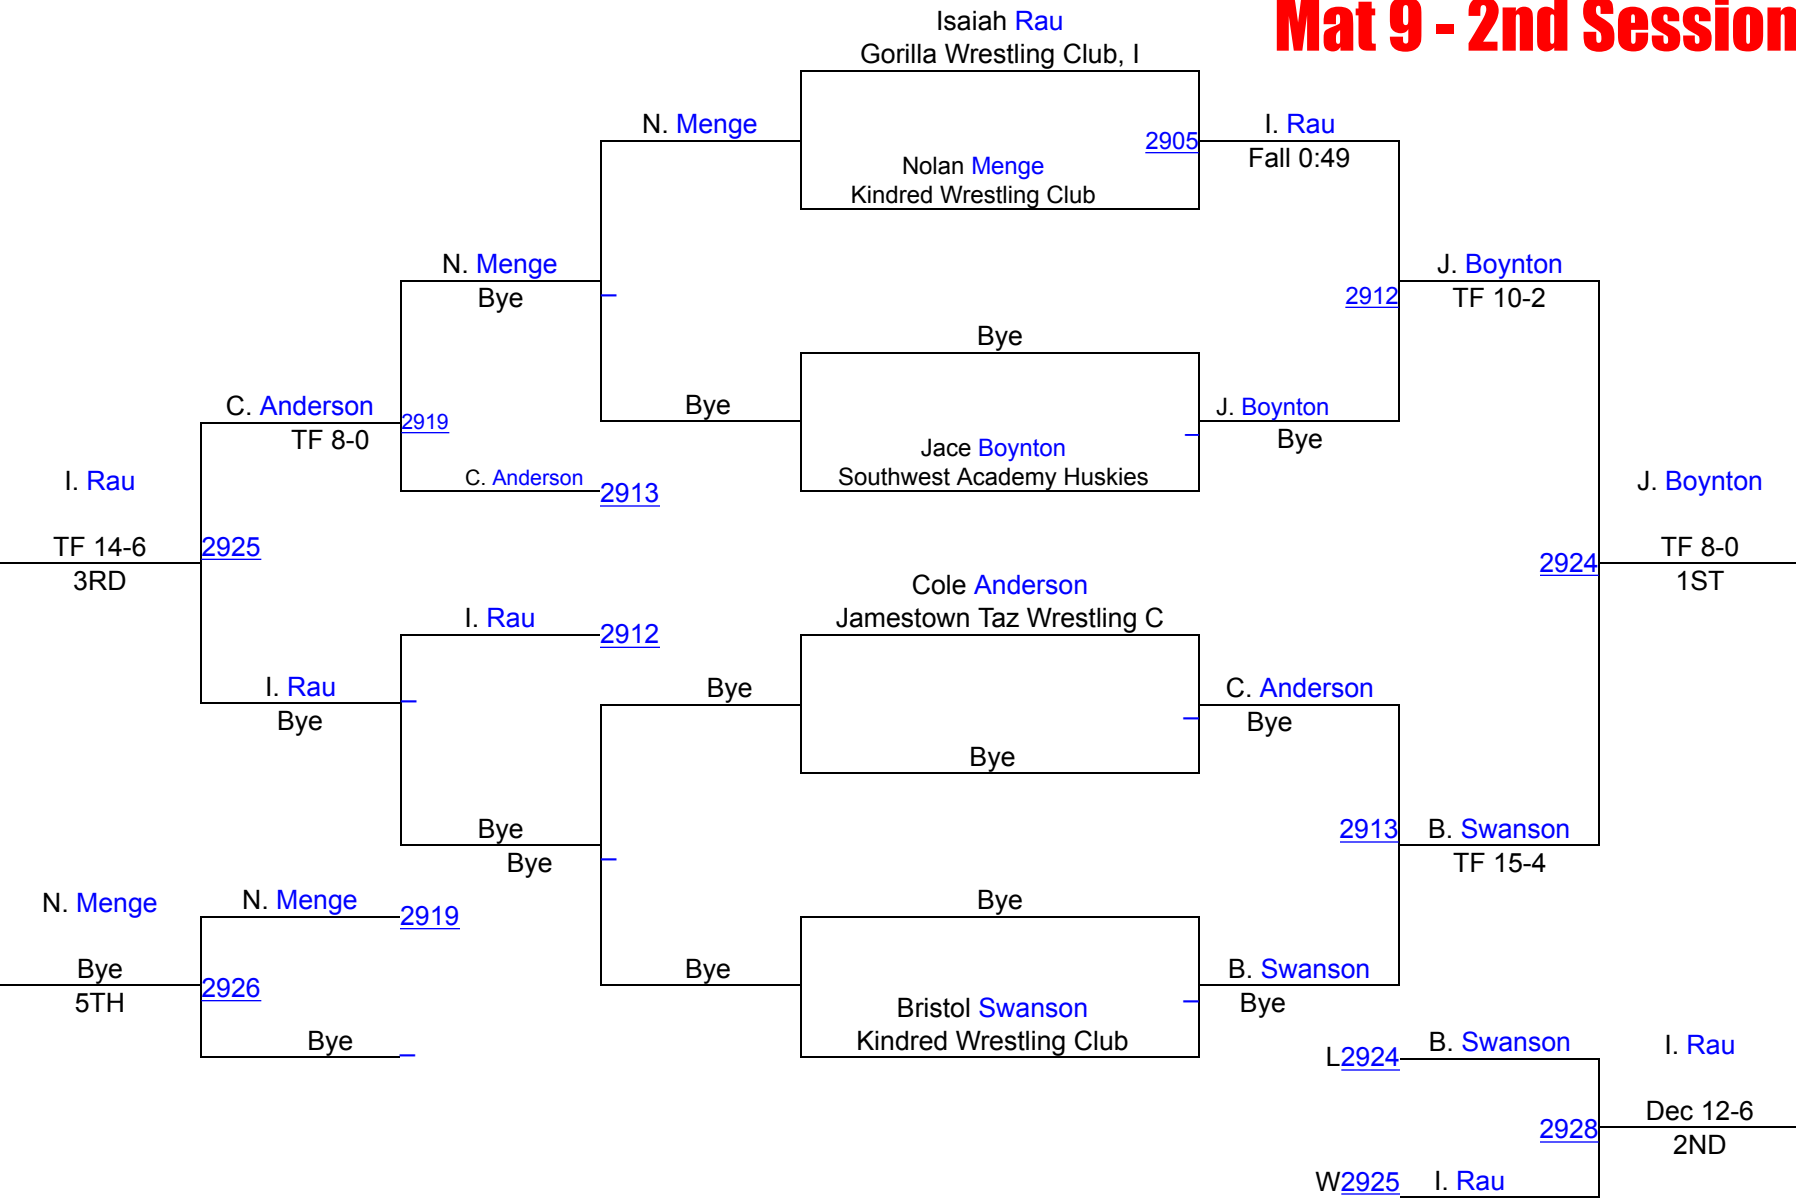 Mat 9 - 2nd Session
Isaiah Rau
Gorilla Wrestling Club, I
N. Menge
2905
I. Rau
Fall 0:49
Nolan Menge
Kindred Wrestling Club
N. Menge
Bye
2912
J. Boynton
TF 10-2
Bye
C. Anderson
TF 8-0
2919
Bye
J. Boynton
Bye
Jace Boynton
Southwest Academy Huskies
C. Anderson
2913
I. Rau
TF 14-6
3RD
2925
J. Boynton
2924
TF 8-0
1ST
Cole Anderson
Jamestown Taz Wrestling C
I. Rau
2912
Bye
C. Anderson
Bye
I. Rau
Bye
Bye
Bye
Bye
2913
B. Swanson
TF 15-4
N. Menge
N. Menge
2919
Bye
Bye
5TH
2926
Bye
Bye
B. Swanson
Bye
Bristol Swanson
Kindred Wrestling Club
L2924
B. Swanson
I. Rau
2928
Dec 12-6
2ND
W2925
I. Rau